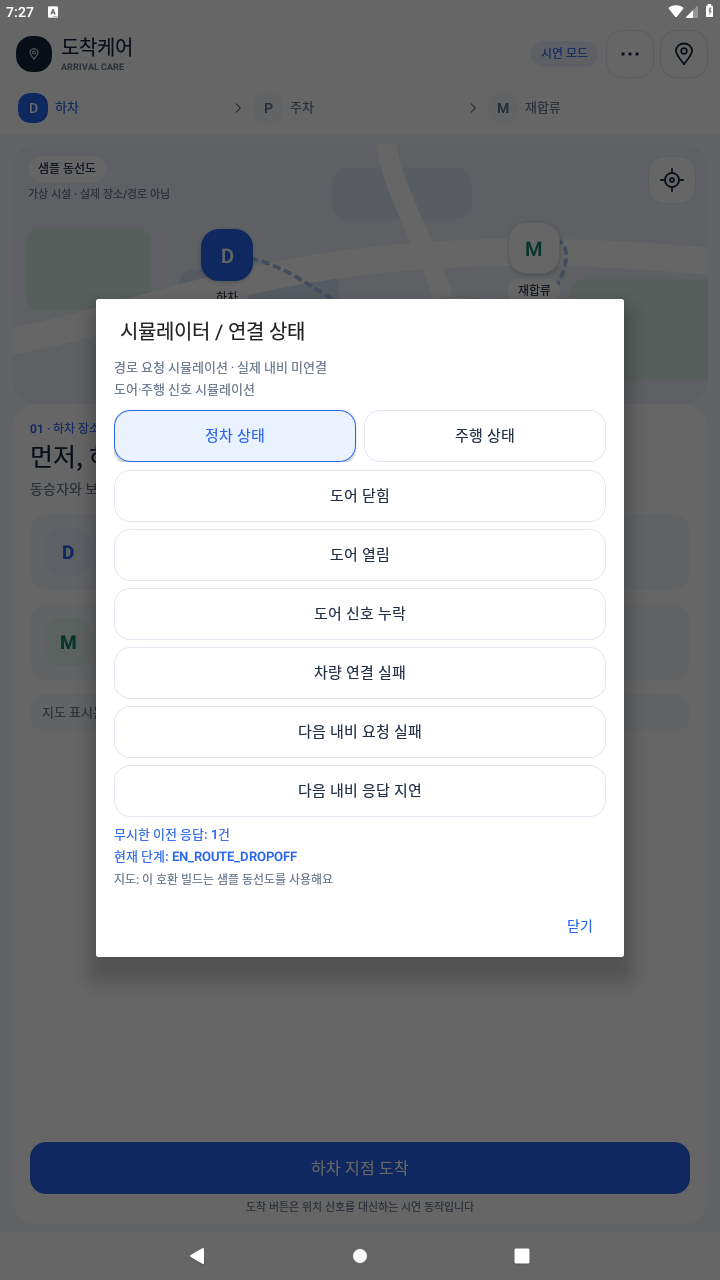 7:27
도착케어
ARRIVAL CARE
시연 모드
D 하차
P 주차
M 재합류
샘플 동선도
가상 시설 · 실제 장소/경로 아님
D
하차
M
재합류
01 · 하차 장소
먼저,
동승자와
D
M
지도 표시
시뮬레이터 / 연결 상태
경로 요청 시뮬레이션 · 실제 내비 미연결
도어·주행 신호 시뮬레이션
정차 상태
주행 상태
도어 닫힘
도어 열림
도어 신호 누락
차량 연결 실패
다음 내비 요청 실패
다음 내비 응답 지연
무시한 이전 응답: 1건
현재 단계: EN_ROUTE_DROPOFF
지도: 이 호환 빌드는 샘플 동선도를 사용해요
닫기
하차 지점 도착
도착 버튼은 위치 신호를 대신하는 시연 동작입니다